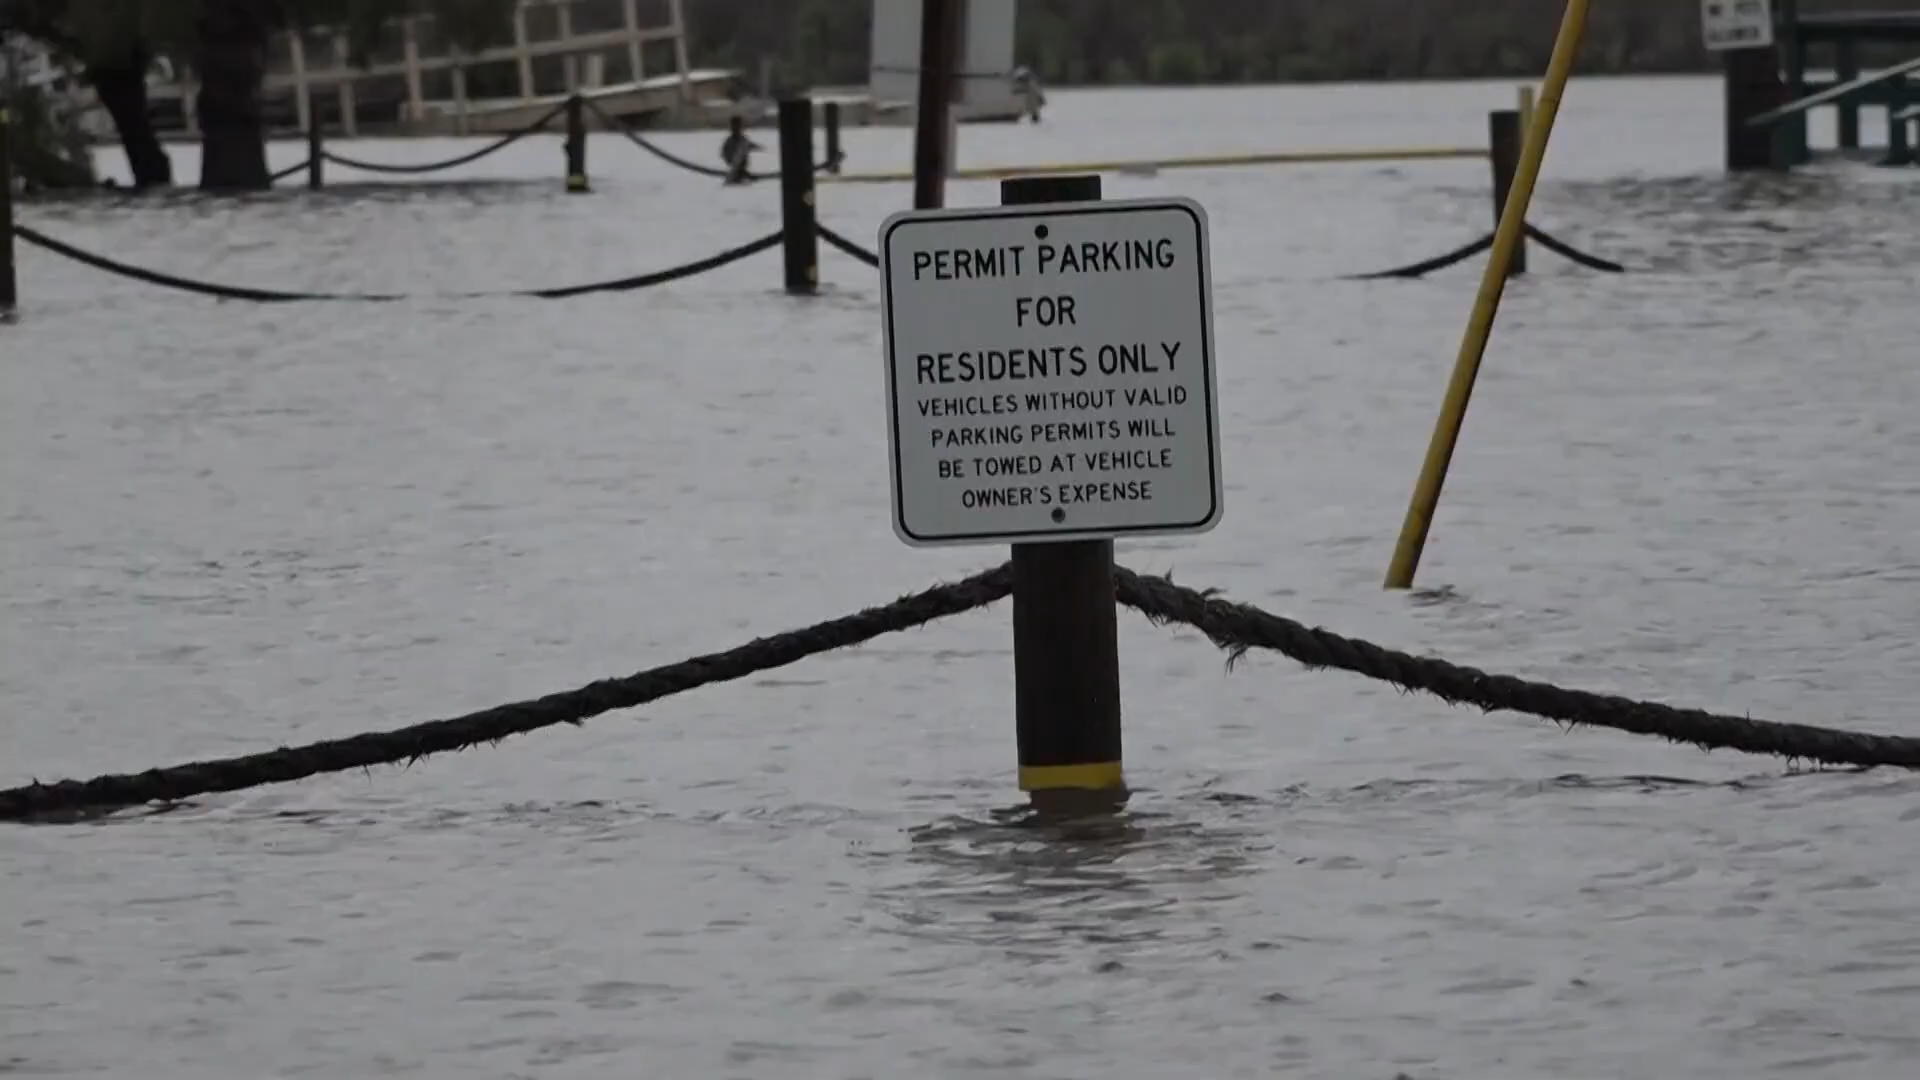 PERMIT PARKING
FOR
RESIDENTS ONLY
VEHICLES WITHOUT VALID
PARKING PERMITS WILL
BE TOWED AT VEHICLE
OWNER'S EXPENSE